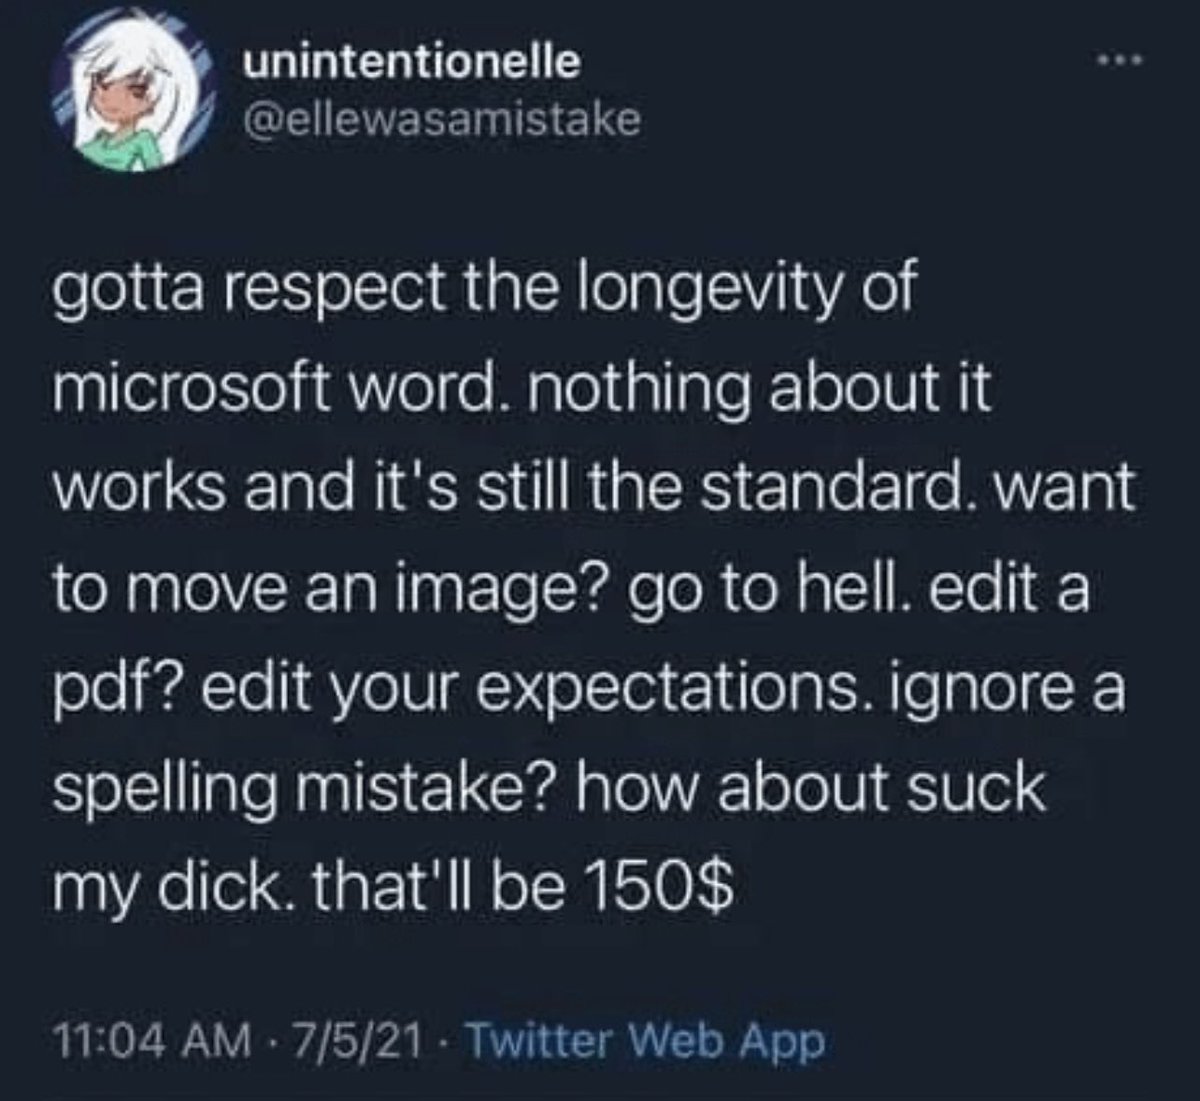 unintentionelle
@ellewasamistake
gotta respect the longevity of
microsoft word. nothing about it
works and it's still the standard. want
to move an image? go to hell. edit a
pdf? edit your expectations. ignore a
spelling mistake? how about suck
my dick. that'll be 150$
11:04 AM · 7/5/21 · Twitter Web App